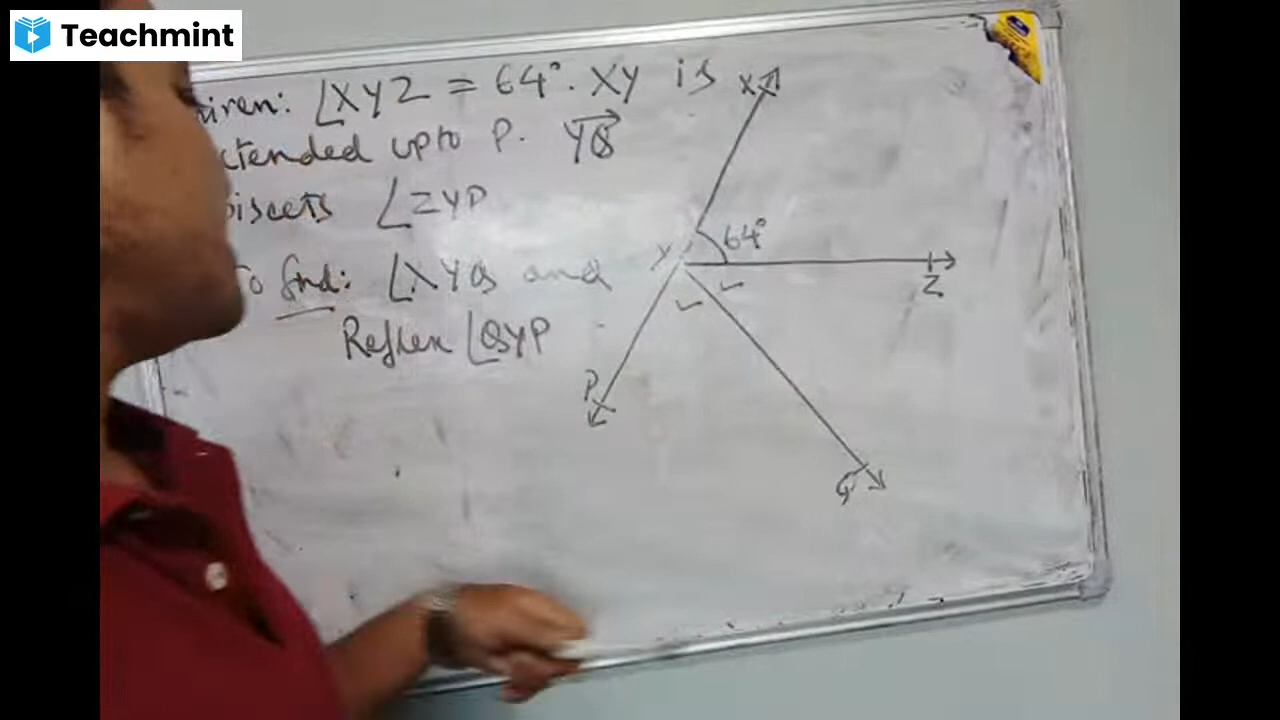 Teachmint
Given: ∠XYZ = 64°. XY is
extended upto P. YQ
bisects ∠ZYP
To find: ∠XYQ and
Reflex ∠QYP
X
64°
Y
Z
P
Q